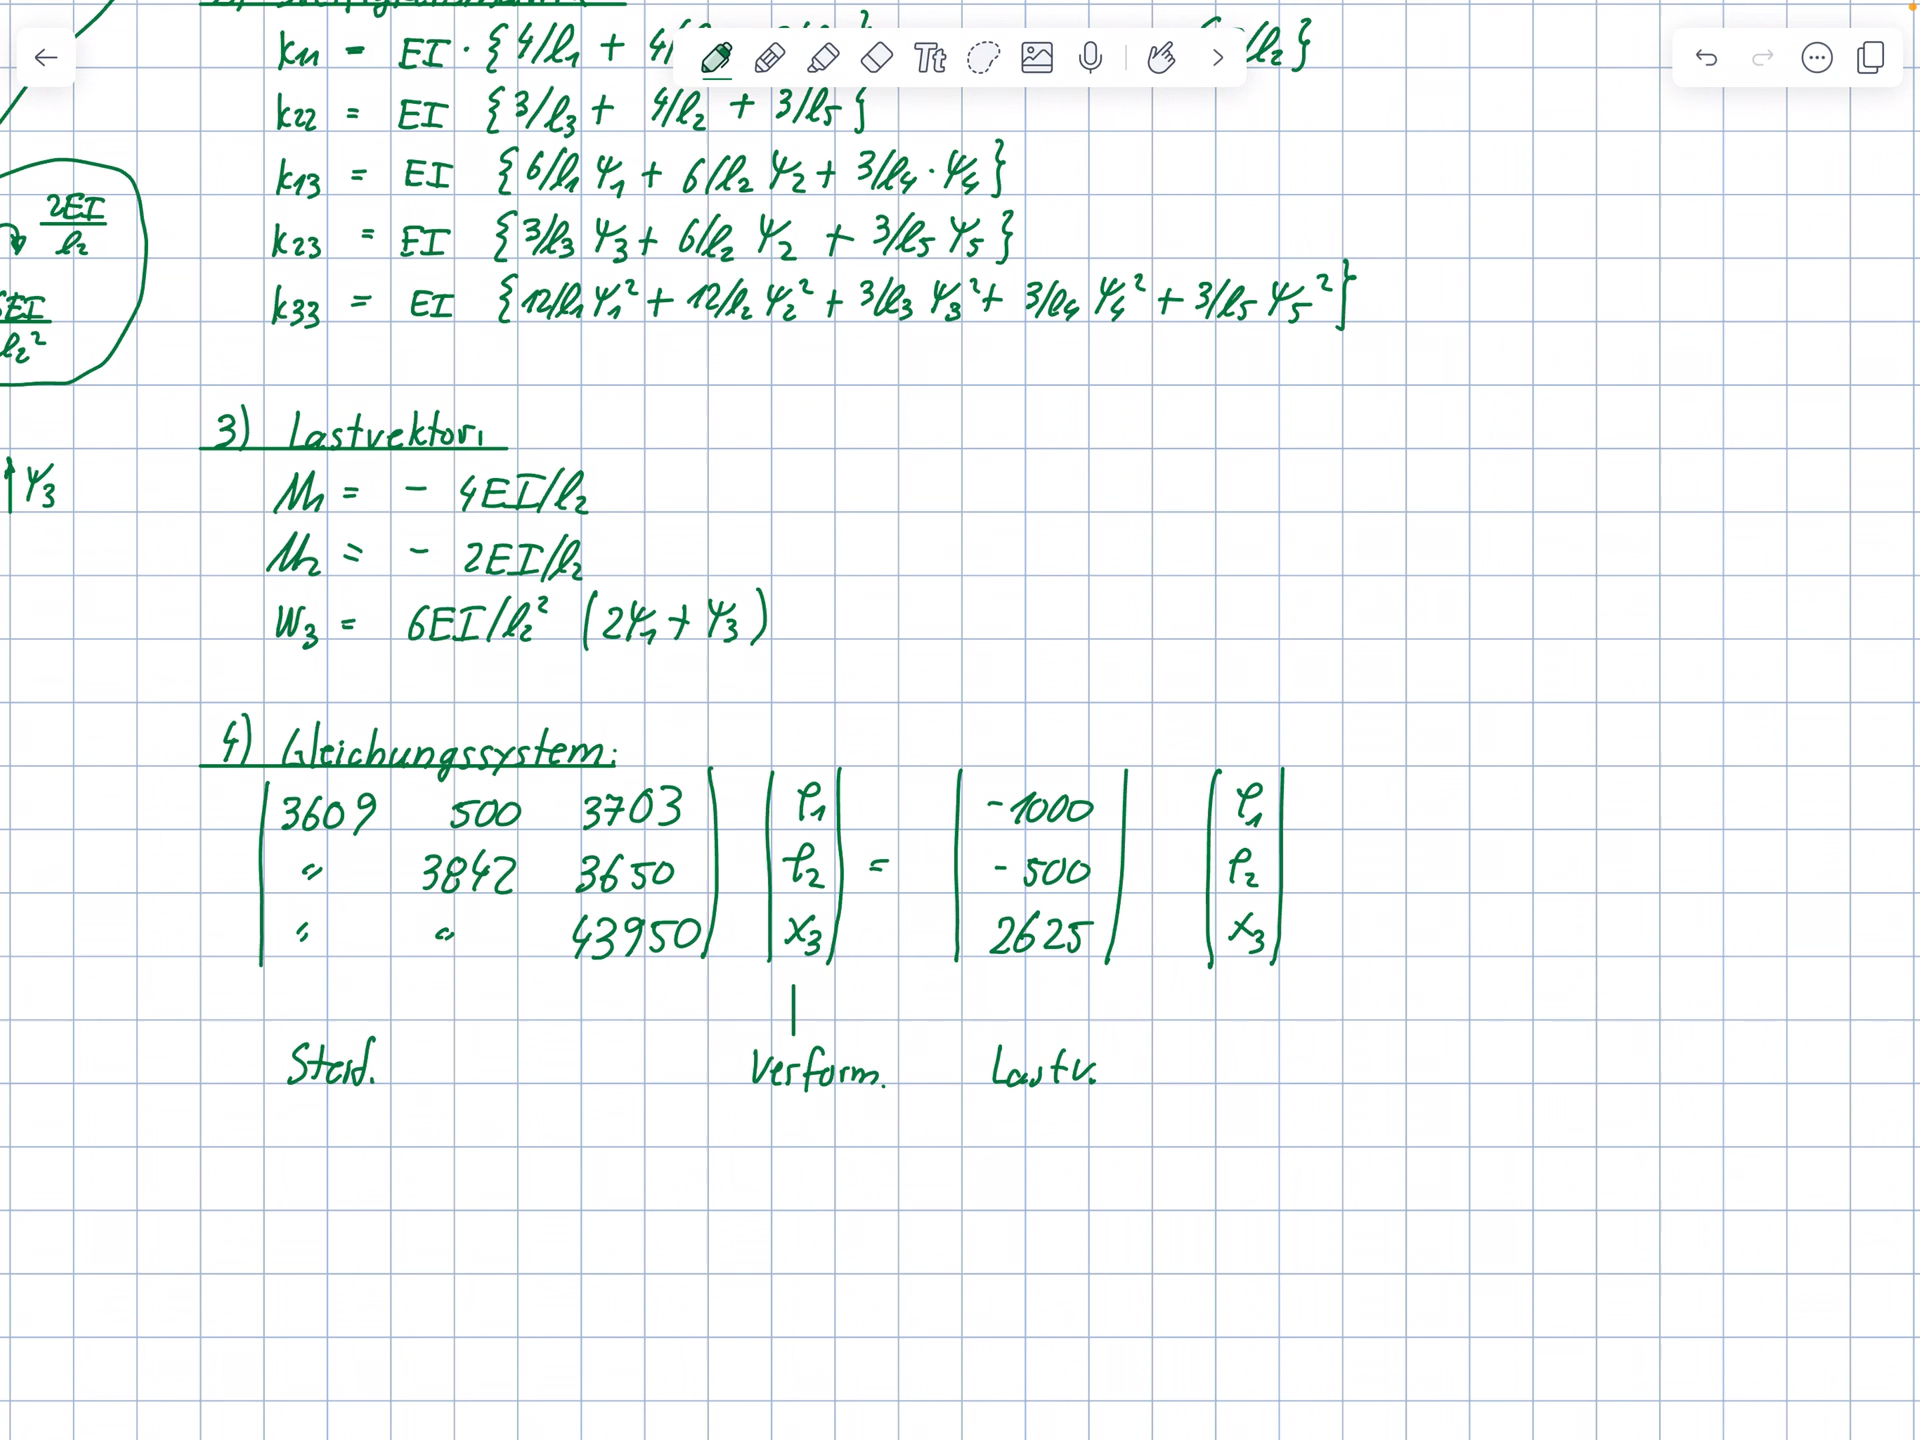 k11 = EI · {4/l1 + 4/ l2}
k22 = EI {3/l3 + 4/l2 + 3/l5}
k13 = EI {6/l1 ψ1 + 6/l2 ψ2 + 3/l4 · ψ4}
2EI
l2
k23 = EI {3/l3 ψ3 + 6/l2 ψ2 + 3/l5 ψ5}
k33 = EI {12/l1 ψ1² + 12/l2 ψ2² + 3/l3 ψ3² + 3/l4 ψ4² + 3/l5 ψ5²}
EI
l2²
3) Lastvektor:
ψ3
M1 = - 4EI/l2
M2 = - 2EI/l2
W3 = 6EI/l2² (2ψ1 + ψ3)
4) Gleichungssystem:
3609 500 3703 φ1 -1000 φ1
" 3842 3650 φ2 = - 500 φ2
" " 43950 x3 2625 x3
Steif. Verform. Lastv.